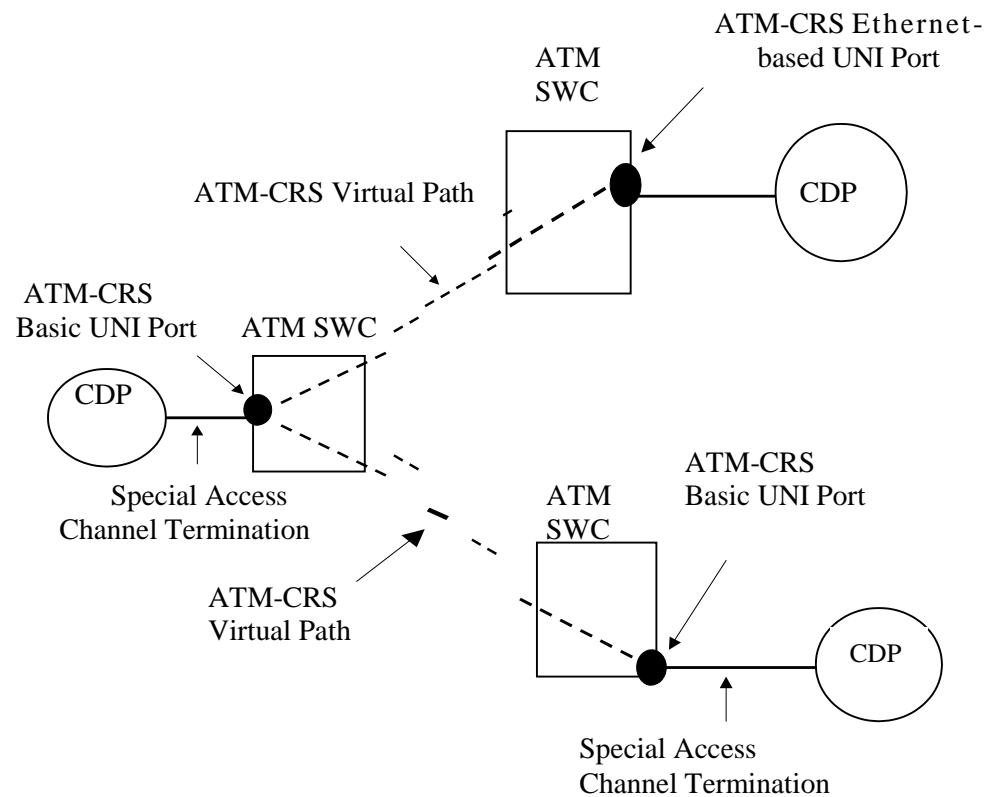 ATM-CRS Ethernet-
based UNI Port
ATM
SWC
CDP
ATM-CRS Virtual Path
ATM-CRS
Basic UNI Port
ATM SWC
CDP
Special Access
Channel Termination
ATM-CRS
Virtual Path
ATM
SWC
ATM-CRS
Basic UNI Port
CDP
Special Access
Channel Termination